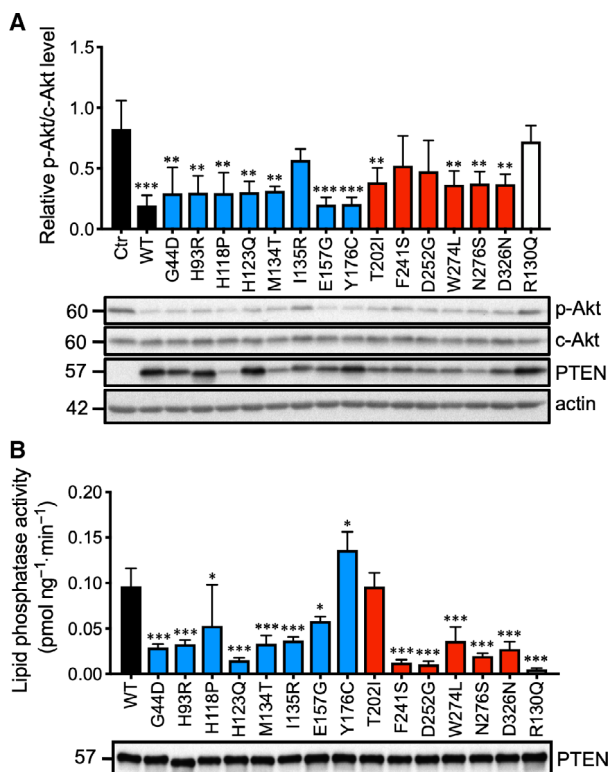 A
Relative p-Akt/c-Akt level
1.5
1.0
0.5
0.0
*** ** ** ** ** ** *** *** ** ** ** **
Ctr WT G44D H93R H118P H123Q M134T I135R E157G Y176C T202I F241S D252G W274L N276S D326N R130Q
60 p-Akt
60 c-Akt
57 PTEN
42 actin
B
Lipid phosphatase activity
(pmol ng⁻¹·min⁻¹)
0.20
0.15
0.10
0.05
0.00
*** *** * *** *** *** * * *** *** *** *** *** ***
WT G44D H93R H118P H123Q M134T I135R E157G Y176C T202I F241S D252G W274L N276S D326N R130Q
57 PTEN